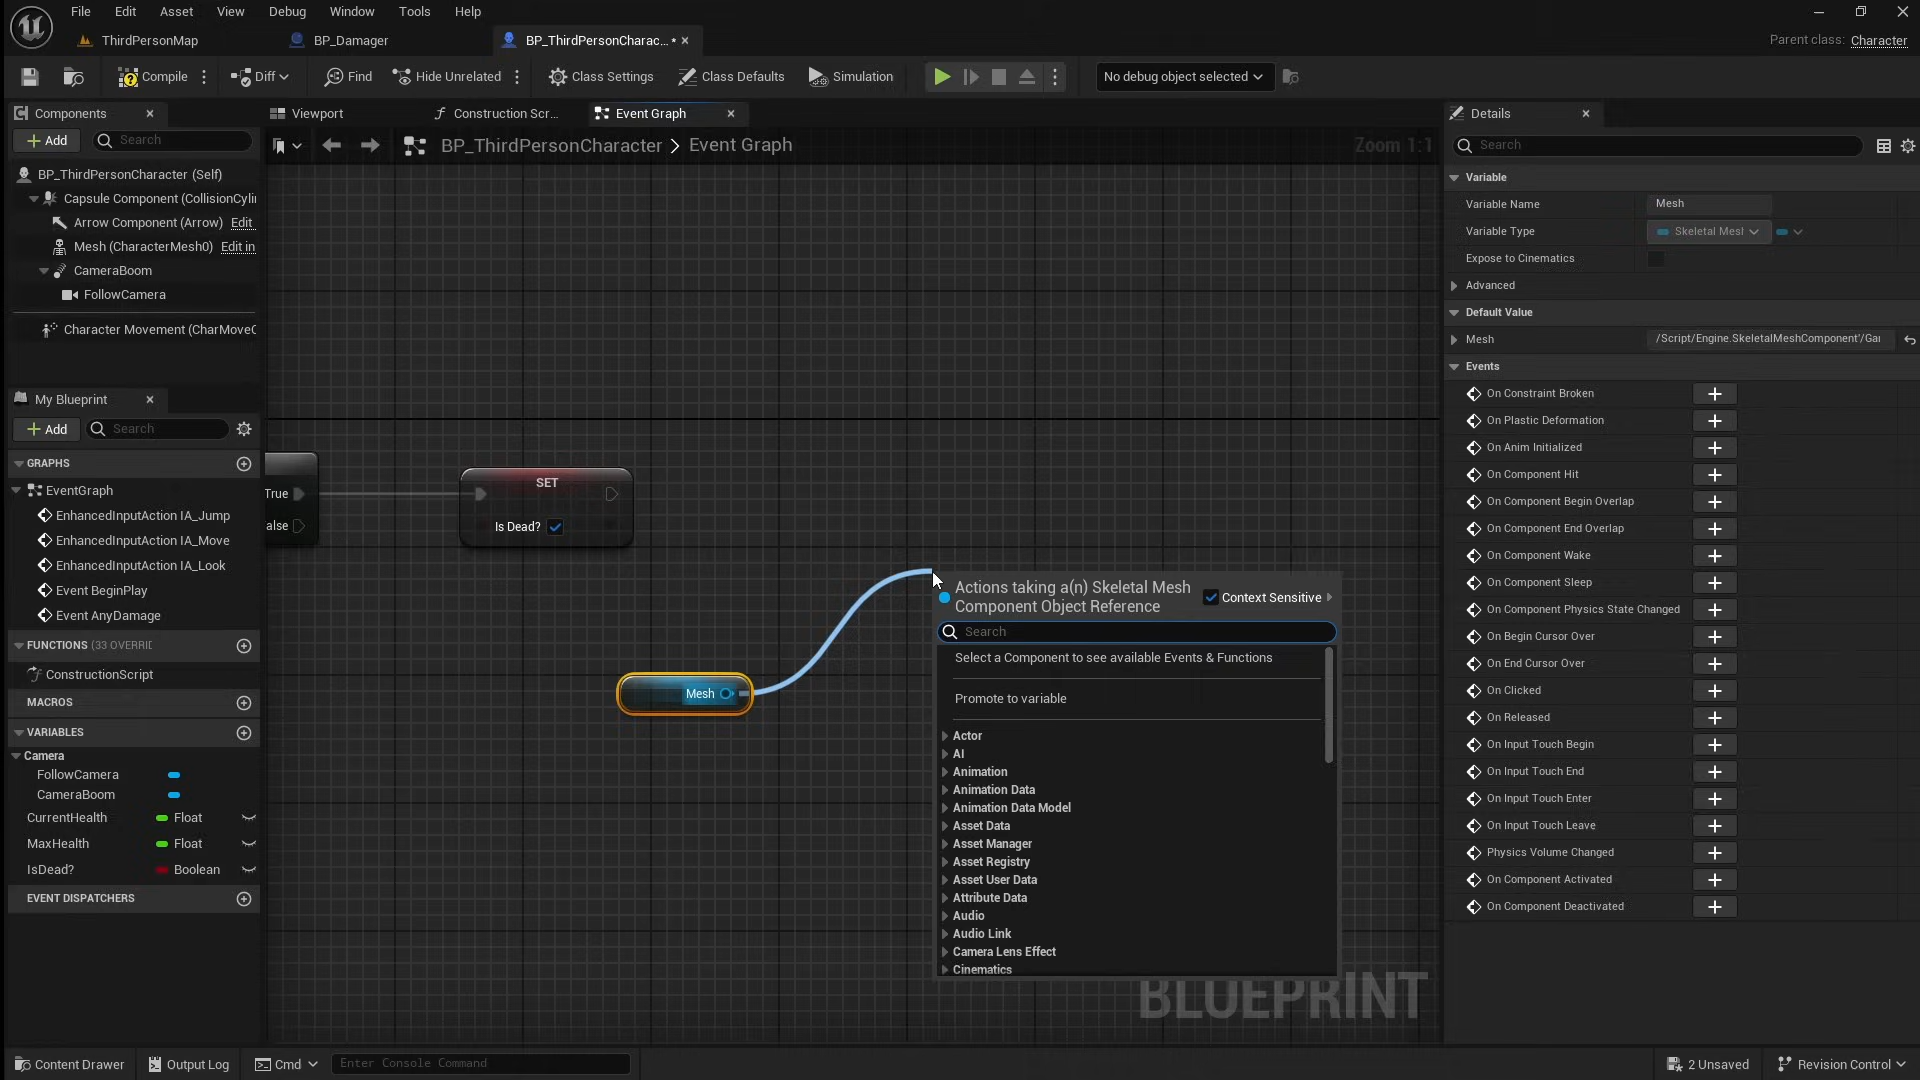 File Edit Asset View Debug Window Tools Help
ThirdPersonMap BP_Damager BP_ThirdPersonCharac... • Parent class: Character
Compile Diff Find Hide Unrelated Class Settings Class Defaults Simulation No debug object selected
Components
Viewport Construction Scr... Event Graph
Details
Add Search
BP_ThirdPersonCharacter > Event Graph
Zoom 1:1
Search
BP_ThirdPersonCharacter (Self)
Capsule Component (CollisionCyli
Arrow Component (Arrow) Edit
Mesh (CharacterMesh0) Edit in
CameraBoom
FollowCamera
Character Movement (CharMoveC
My Blueprint
Add Search
GRAPHS
EventGraph
EnhancedInputAction IA_Jump
EnhancedInputAction IA_Move
EnhancedInputAction IA_Look
Event BeginPlay
Event AnyDamage
FUNCTIONS (33 OVERRID
ConstructionScript
MACROS
VARIABLES
Camera
FollowCamera
CameraBoom
CurrentHealth Float
MaxHealth Float
IsDead? Boolean
EVENT DISPATCHERS
True
alse
SET
Is Dead?
Mesh
Actions taking a(n) Skeletal Mesh
Component Object Reference
Context Sensitive
Search
Select a Component to see available Events & Functions
Promote to variable
Actor
AI
Animation
Animation Data
Animation Data Model
Asset Data
Asset Manager
Asset Registry
Asset User Data
Attribute Data
Audio
Audio Link
Camera Lens Effect
Cinematics
BLUEPRINT
Variable
Variable Name Mesh
Variable Type Skeletal Mesl
Expose to Cinematics
Advanced
Default Value
Mesh /Script/Engine.SkeletalMeshComponent'/Gai
Events
On Constraint Broken
On Plastic Deformation
On Anim Initialized
On Component Hit
On Component Begin Overlap
On Component End Overlap
On Component Wake
On Component Sleep
On Component Physics State Changed
On Begin Cursor Over
On End Cursor Over
On Clicked
On Released
On Input Touch Begin
On Input Touch End
On Input Touch Enter
On Input Touch Leave
Physics Volume Changed
On Component Activated
On Component Deactivated
Content Drawer Output Log Cmd Enter Console Command 2 Unsaved Revision Control